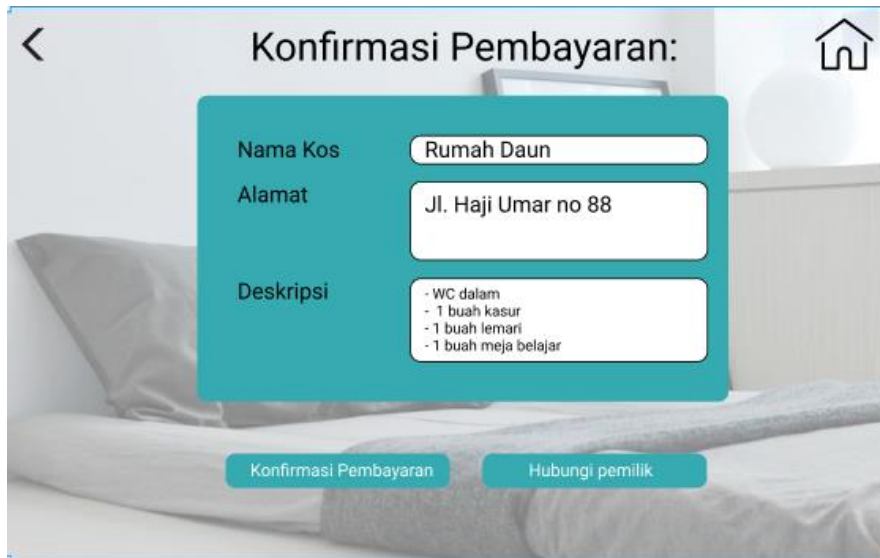 Konfirmasi Pembayaran:
Nama Kos
Rumah Daun
Alamat
Jl. Haji Umar no 88
Deskripsi
- WC dalam
- 1 buah kasur
- 1 buah lemari
- 1 buah meja belajar
Konfirmasi Pembayaran
Hubungi pemilik